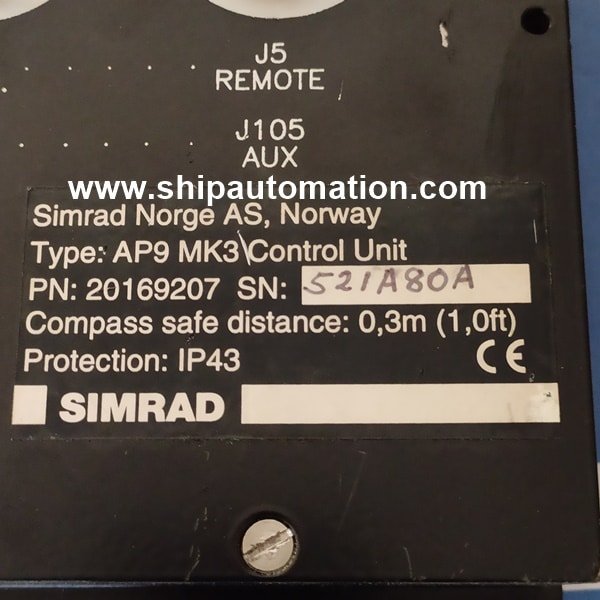 J5
REMOTE
J105
AUX
www.shipautomation.com
Simrad Norge AS, Norway
Type: AP9 MK3 Control Unit
PN: 20169207 SN: 521A80A
Compass safe distance: 0,3m (1,0ft)
Protection: IP43 CE
SIMRAD